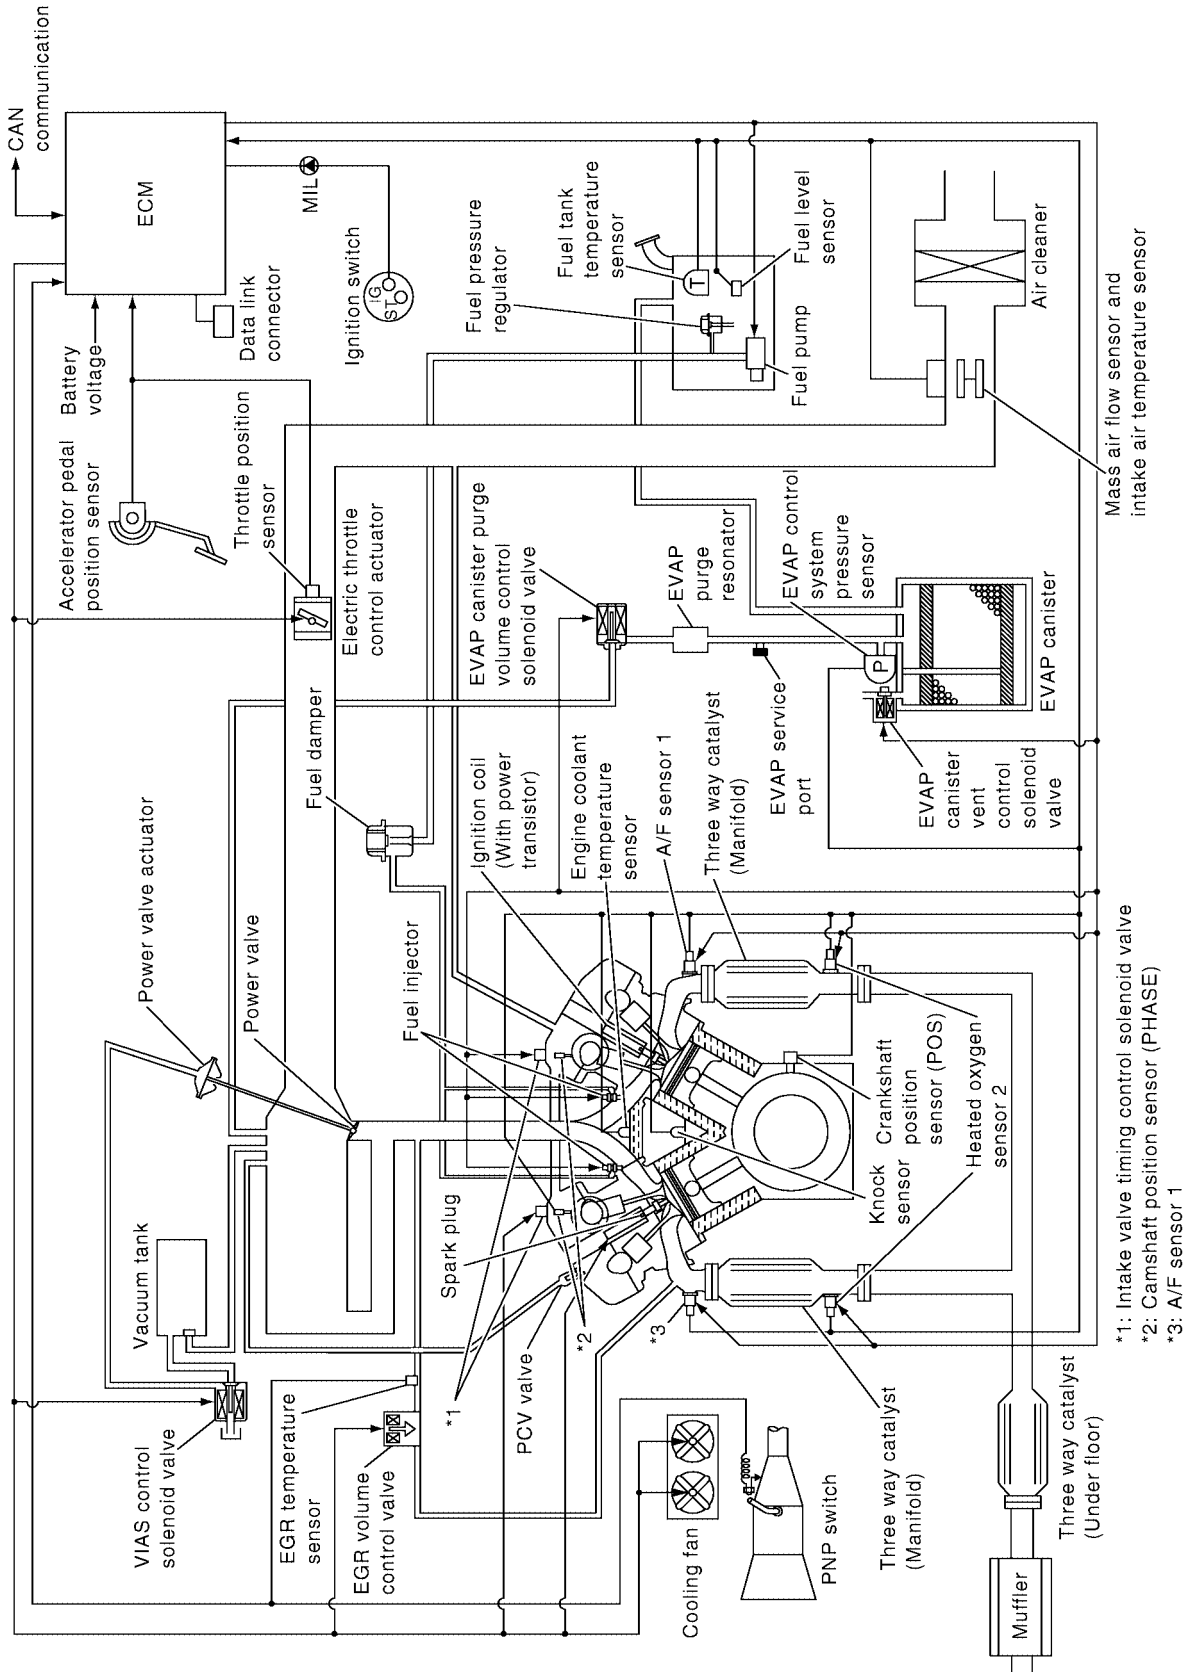 CAN
communication
ECM
MIL
Battery
voltage
Data link
connector
Ignition switch
IG
ST
Accelerator pedal
position sensor
Throttle position
sensor
Electric throttle
control actuator
Fuel pressure
regulator
Fuel tank
temperature
sensor
T
Fuel level
sensor
Fuel pump
Air cleaner
Mass air flow sensor and
intake air temperature sensor
Power valve actuator
Power valve
Fuel damper
EVAP canister purge
volume control
solenoid valve
EVAP
purge
resonator
EVAP control
system
pressure
sensor
P
EVAP canister
EVAP service
port
EVAP
canister
vent
control
solenoid
valve
Fuel injector
Ignition coil
(With power
transistor)
Engine coolant
temperature
sensor
A/F sensor 1
Three way catalyst
(Manifold)
Vacuum tank
VIAS control
solenoid valve
EGR temperature
sensor
EGR volume
control valve
*1
Spark plug
PCV valve
*2
*3
Knock
sensor
Crankshaft
position
sensor (POS)
Heated oxygen
sensor 2
Cooling fan
PNP switch
Three way catalyst
(Manifold)
Three way catalyst
(Under floor)
Muffler
*1: Intake valve timing control solenoid valve
*2: Camshaft position sensor (PHASE)
*3: A/F sensor 1